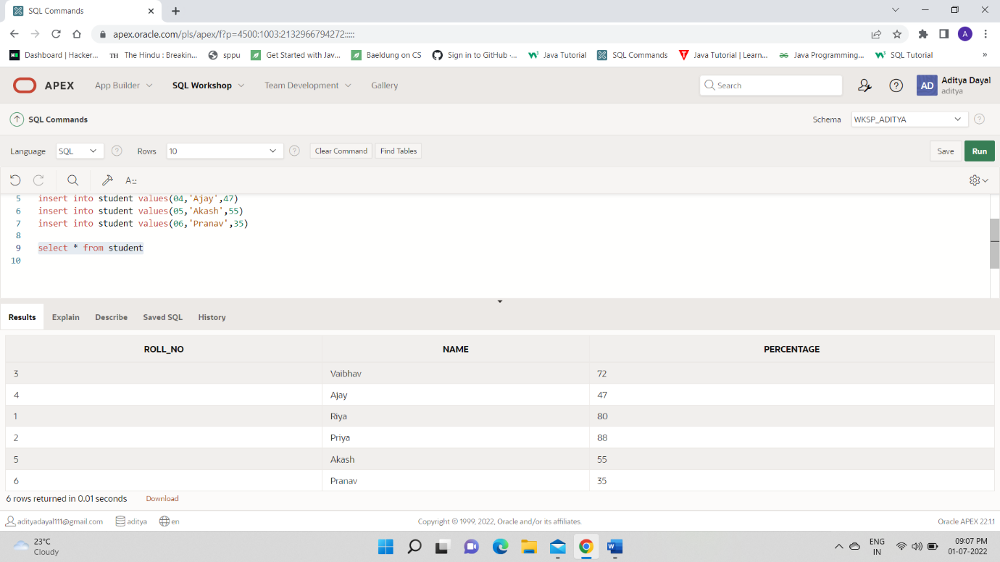 SQL Commands
apex.oracle.com/pls/apex/f?p=4500:1003:2132966794272:::::
A
Dashboard | Hacker... TH The Hindu : Breakin... sppu Get Started with Jav... Baeldung on CS Sign in to GitHub ·... Java Tutorial SQL Commands Java Tutorial | Learn... Java Programming... SQL Tutorial »
APEX App Builder SQL Workshop Team Development Gallery Search AD Aditya Dayal
aditya
SQL Commands Schema WKSP_ADITYA
Language SQL Rows 10 Clear Command Find Tables Save Run
5 insert into student values(04,'Ajay',47)
6 insert into student values(05,'Akash',55)
7 insert into student values(06,'Pranav',35)
8
9 select * from student
10
Results Explain Describe Saved SQL History
ROLL_NO NAME PERCENTAGE
3 Vaibhav 72
4 Ajay 47
1 Riya 80
2 Priya 88
5 Akash 55
6 Pranav 35
6 rows returned in 0.01 seconds Download
adityadayal111@gmail.com aditya en Copyright © 1999, 2022, Oracle and/or its affiliates. Oracle APEX 22.1.1
23°C
Cloudy
ENG
IN
09:07 PM
01-07-2022